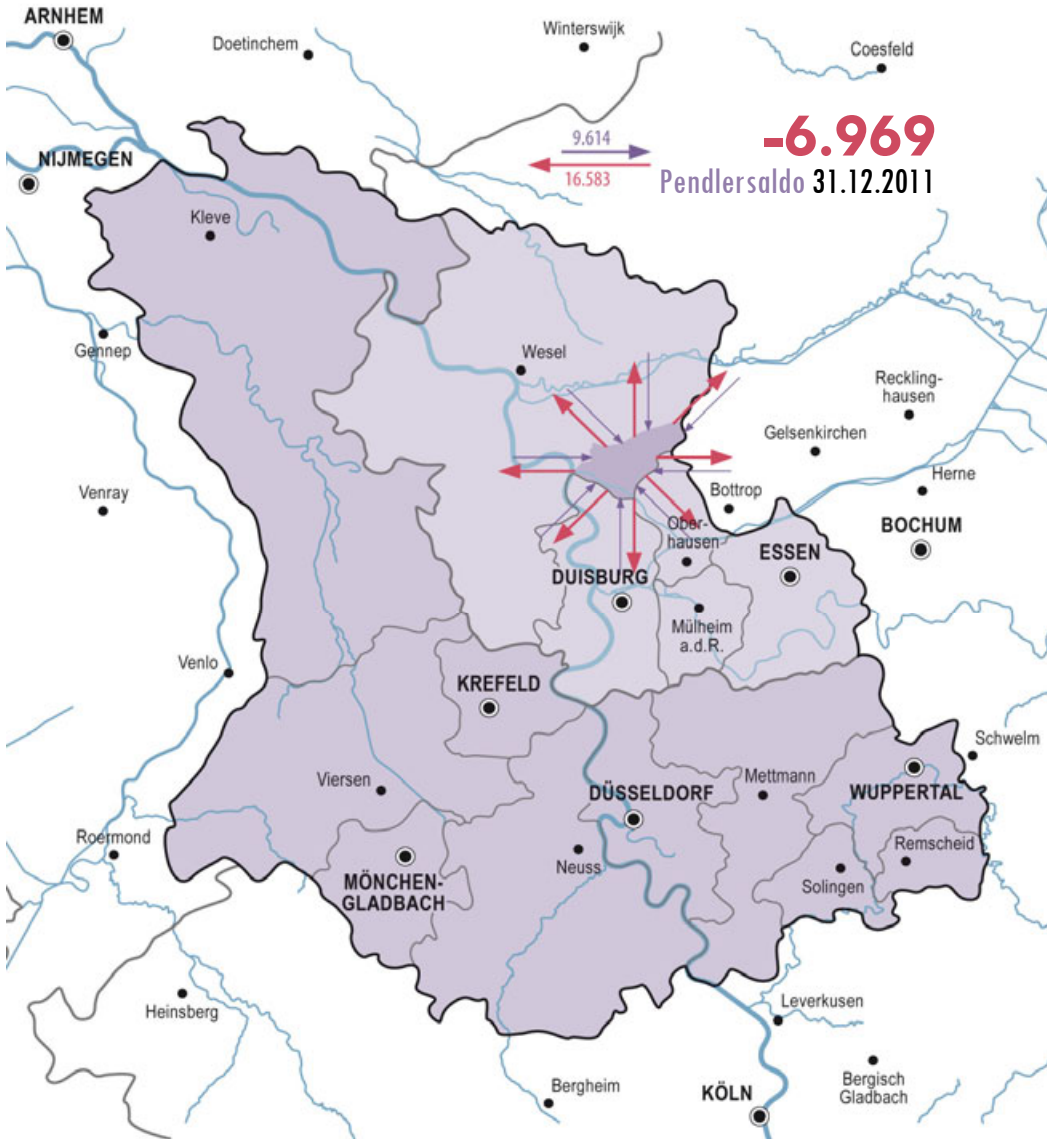 ARNHEM
Doetinchem
Winterswijk
Coesfeld
9.614
16.583
-6.969
Pendlersaldo 31.12.2011
NIJMEGEN
Kleve
Gennep
Wesel
Reckling-
hausen
Gelsenkirchen
Herne
Venray
Bottrop
BOCHUM
Ober-
hausen
ESSEN
DUISBURG
Mülheim
a.d.R.
Venlo
KREFELD
Schwelm
Viersen
Mettmann
DÜSSELDORF
WUPPERTAL
Roermond
Neuss
Remscheid
Solingen
MÖNCHEN-
GLADBACH
Heinsberg
Leverkusen
Bergheim
KÖLN
Bergisch
Gladbach